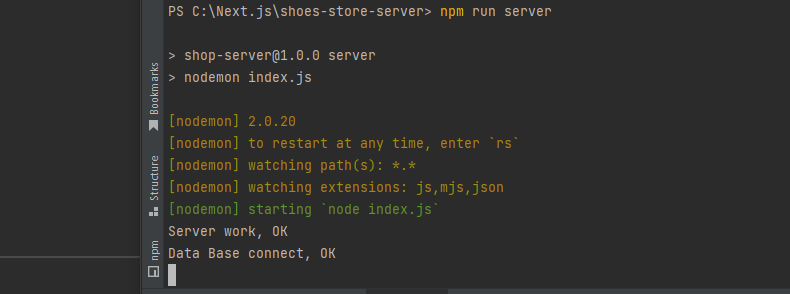 PS C:\Next.js\shoes-store-server> npm run server
> shop-server@1.0.0 server
> nodemon index.js
[nodemon] 2.0.20
[nodemon] to restart at any time, enter `rs`
[nodemon] watching path(s): *.*
[nodemon] watching extensions: js,mjs,json
[nodemon] starting `node index.js`
Server work, OK
Data Base connect, OK
Bookmarks
Structure
npm